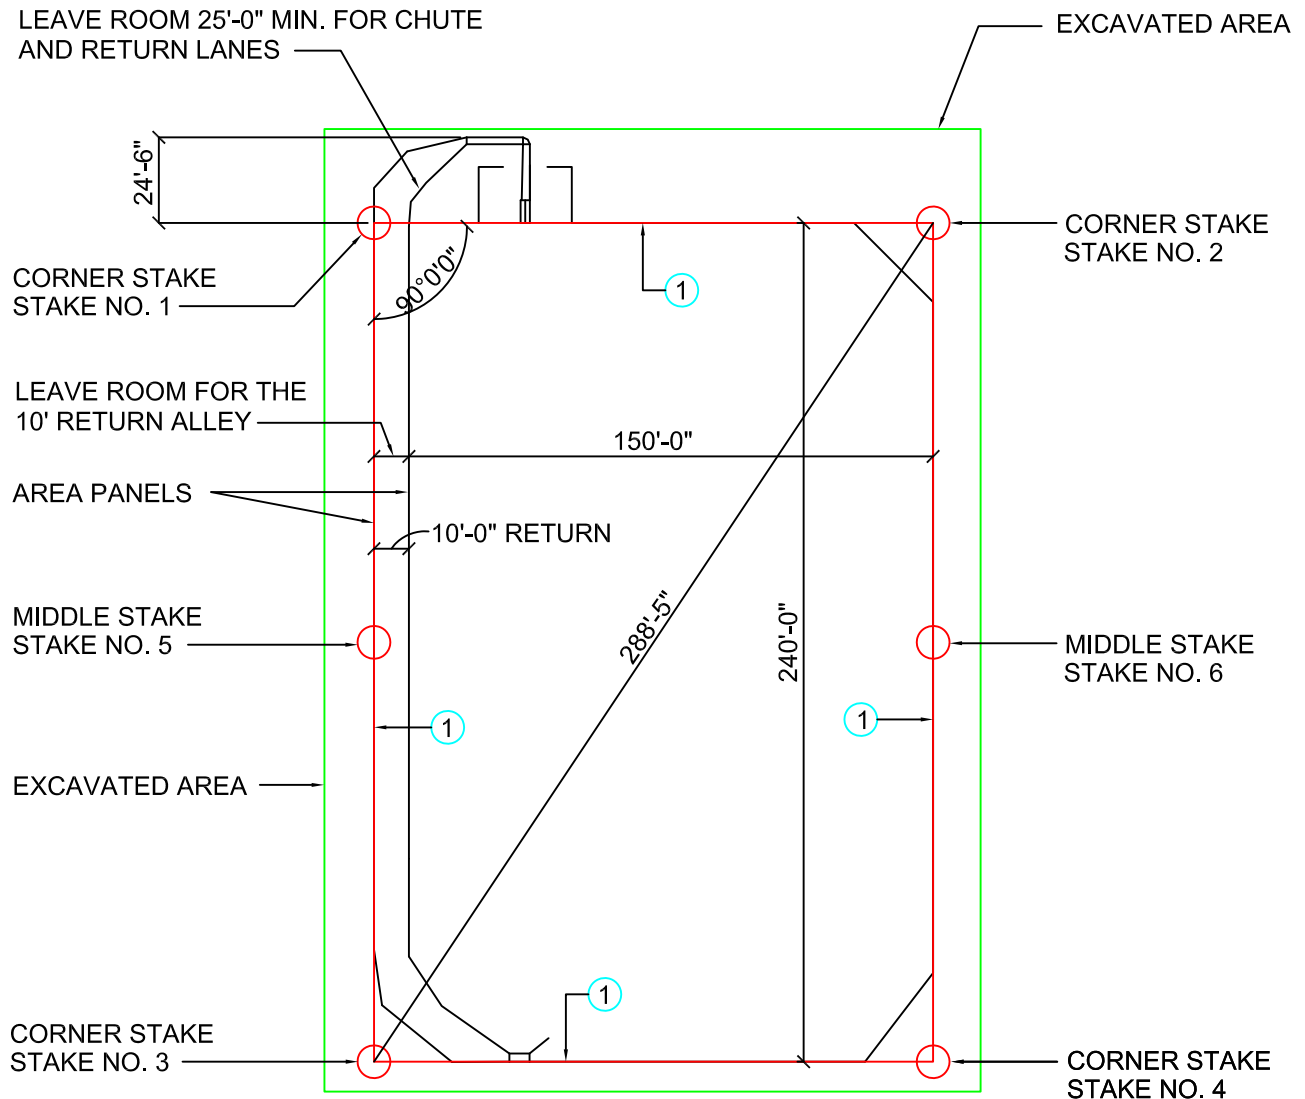 LEAVE ROOM 25'-0" MIN. FOR CHUTE
AND RETURN LANES
EXCAVATED AREA
24'-6"
CORNER STAKE
STAKE NO. 2
CORNER STAKE
STAKE NO. 1
90°0'0"
1
LEAVE ROOM FOR THE
10' RETURN ALLEY
150'-0"
AREA PANELS
10'-0" RETURN
MIDDLE STAKE
STAKE NO. 5
288'-5"
240'-0"
MIDDLE STAKE
STAKE NO. 6
1
1
EXCAVATED AREA
1
CORNER STAKE
STAKE NO. 3
CORNER STAKE
STAKE NO. 4